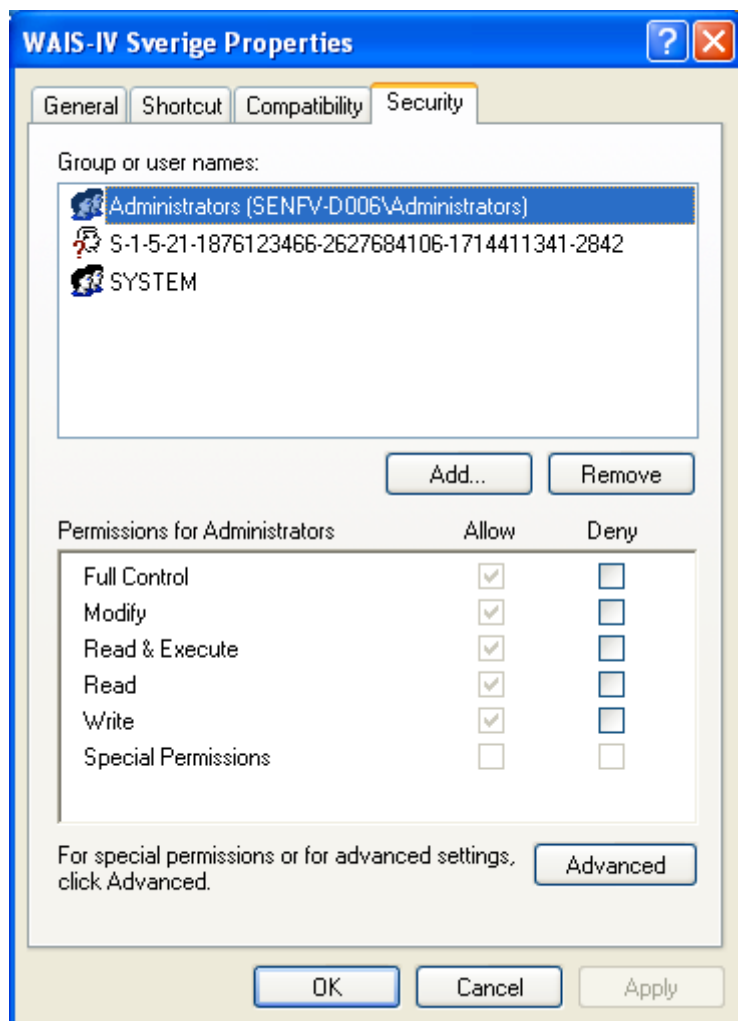 WAIS-IV Sverige Properties
General Shortcut Compatibility Security
Group or user names:
Administrators (SENFV-D006\Administrators)
S-1-5-21-1876123466-2627684106-1714411341-2842
SYSTEM
Add... Remove
Permissions for Administrators Allow Deny
Full Control
Modify
Read & Execute
Read
Write
Special Permissions
For special permissions or for advanced settings,
click Advanced.
Advanced
OK Cancel Apply